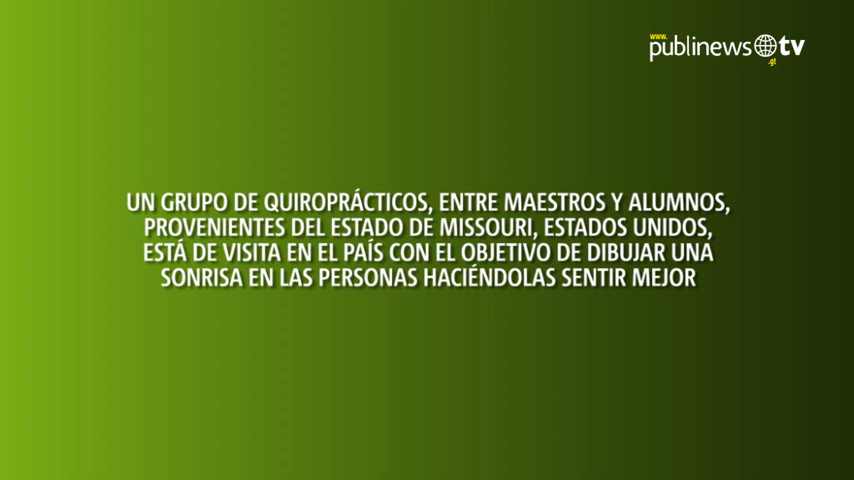 www.
publinews tv
.gt
UN GRUPO DE QUIROPRÁCTICOS, ENTRE MAESTROS Y ALUMNOS,
PROVENIENTES DEL ESTADO DE MISSOURI, ESTADOS UNIDOS,
ESTÁ DE VISITA EN EL PAÍS CON EL OBJETIVO DE DIBUJAR UNA
SONRISA EN LAS PERSONAS HACIÉNDOLAS SENTIR MEJOR